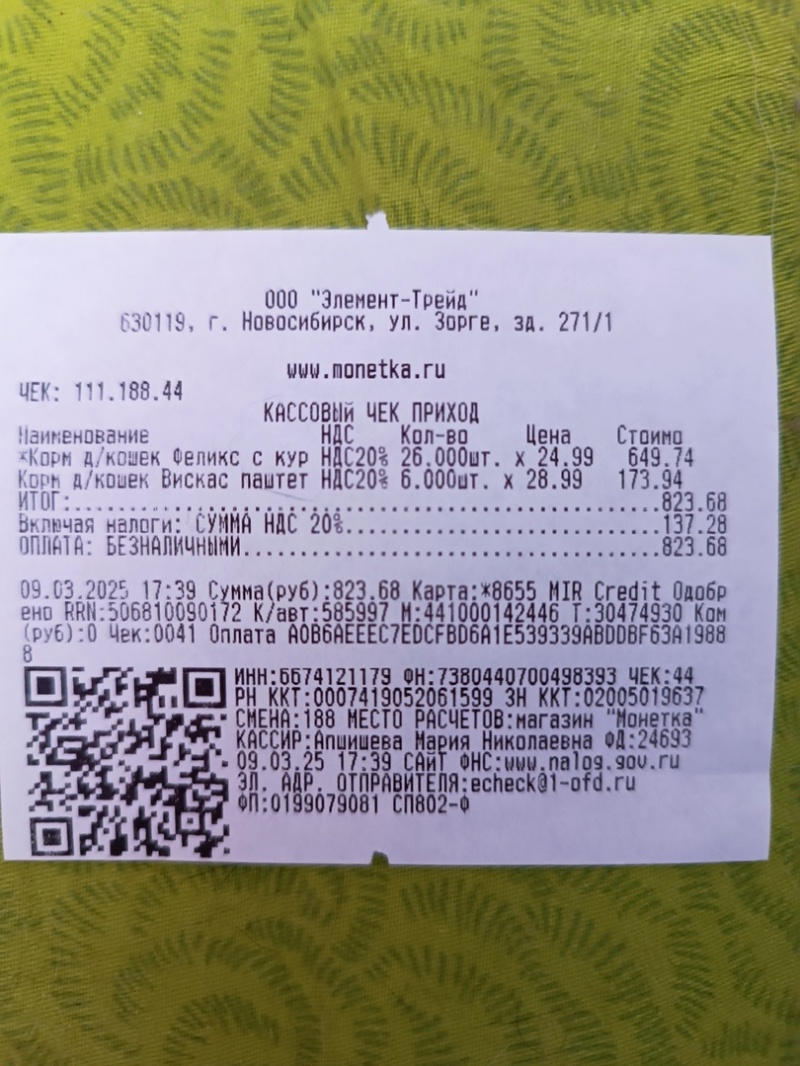 ООО "Элемент-Трейд"
630119, г. Новосибирск, ул. Зорге, зд. 271/1
www.monetka.ru
ЧЕК: 111.188.44
КАССОВЫЙ ЧЕК ПРИХОД
Наименование НДС Кол-во Цена Стоимо
*Корм д/кошек Феликс с кур НДС20% 26.000шт. x 24.99 649.74
Корм д/кошек Вискас паштет НДС20% 6.000шт. x 28.99 173.94
ИТОГ:..................................................823.68
Включая налоги: СУММА НДС 20%..........................137.28
ОПЛАТА: БЕЗНАЛИЧНЫМИ...................................823.68
09.03.2025 17:39 Сумма(руб):823.68 Карта:*8655 MIR Credit Одобр
ено RRN:506810090172 К/авт:585997 М:441000142446 Т:30474930 Ком
(руб):0 Чек:0041 Оплата A0B6AEEEC7EDCFBD6A1E539339ABDDBF63A1988
8
ИНН:6674121179 ФН:7380440700498393 ЧЕК:44
РН ККТ:0007419052061599 ЗН ККТ:02005019637
СМЕНА:188 МЕСТО РАСЧЕТОВ:магазин "Монетка"
КАССИР:Апшишева Мария Николаевна ФД:24693
09.03.25 17:39 САЙТ ФНС:www.nalog.gov.ru
ЭЛ. АДР. ОТПРАВИТЕЛЯ:echeck@1-ofd.ru
ФП:0199079081 СП802-Ф